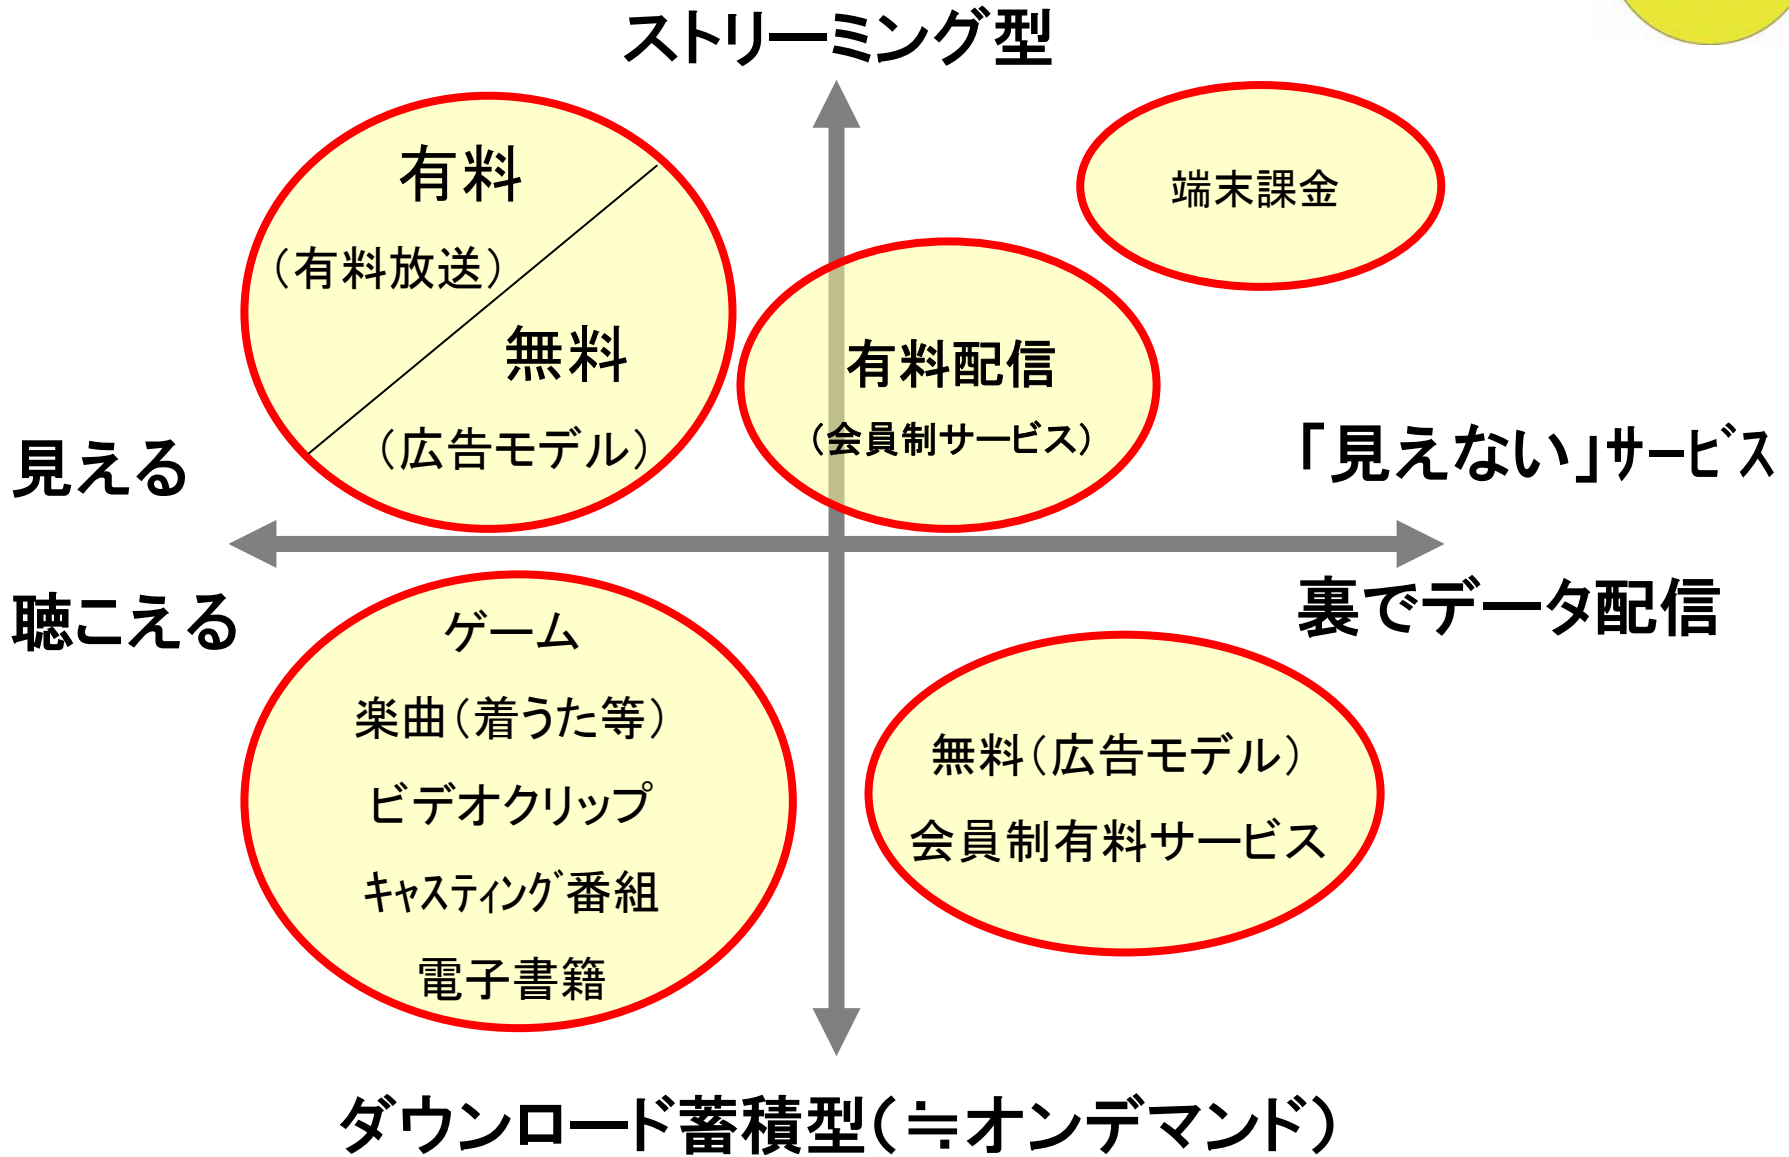 ストリーミング型
有料
（有料放送）
無料
（広告モデル）
端末課金
有料配信
（会員制サービス）
見える
聴こえる
「見えない」ｻｰﾋﾞｽ
裏でデータ配信
ゲーム
楽曲（着うた等）
ビデオクリップ
ｷｬｽﾃｨﾝｸﾞ番組
電子書籍
無料（広告モデル）
会員制有料サービス
ダウンロード蓄積型（≒オンデマンド）